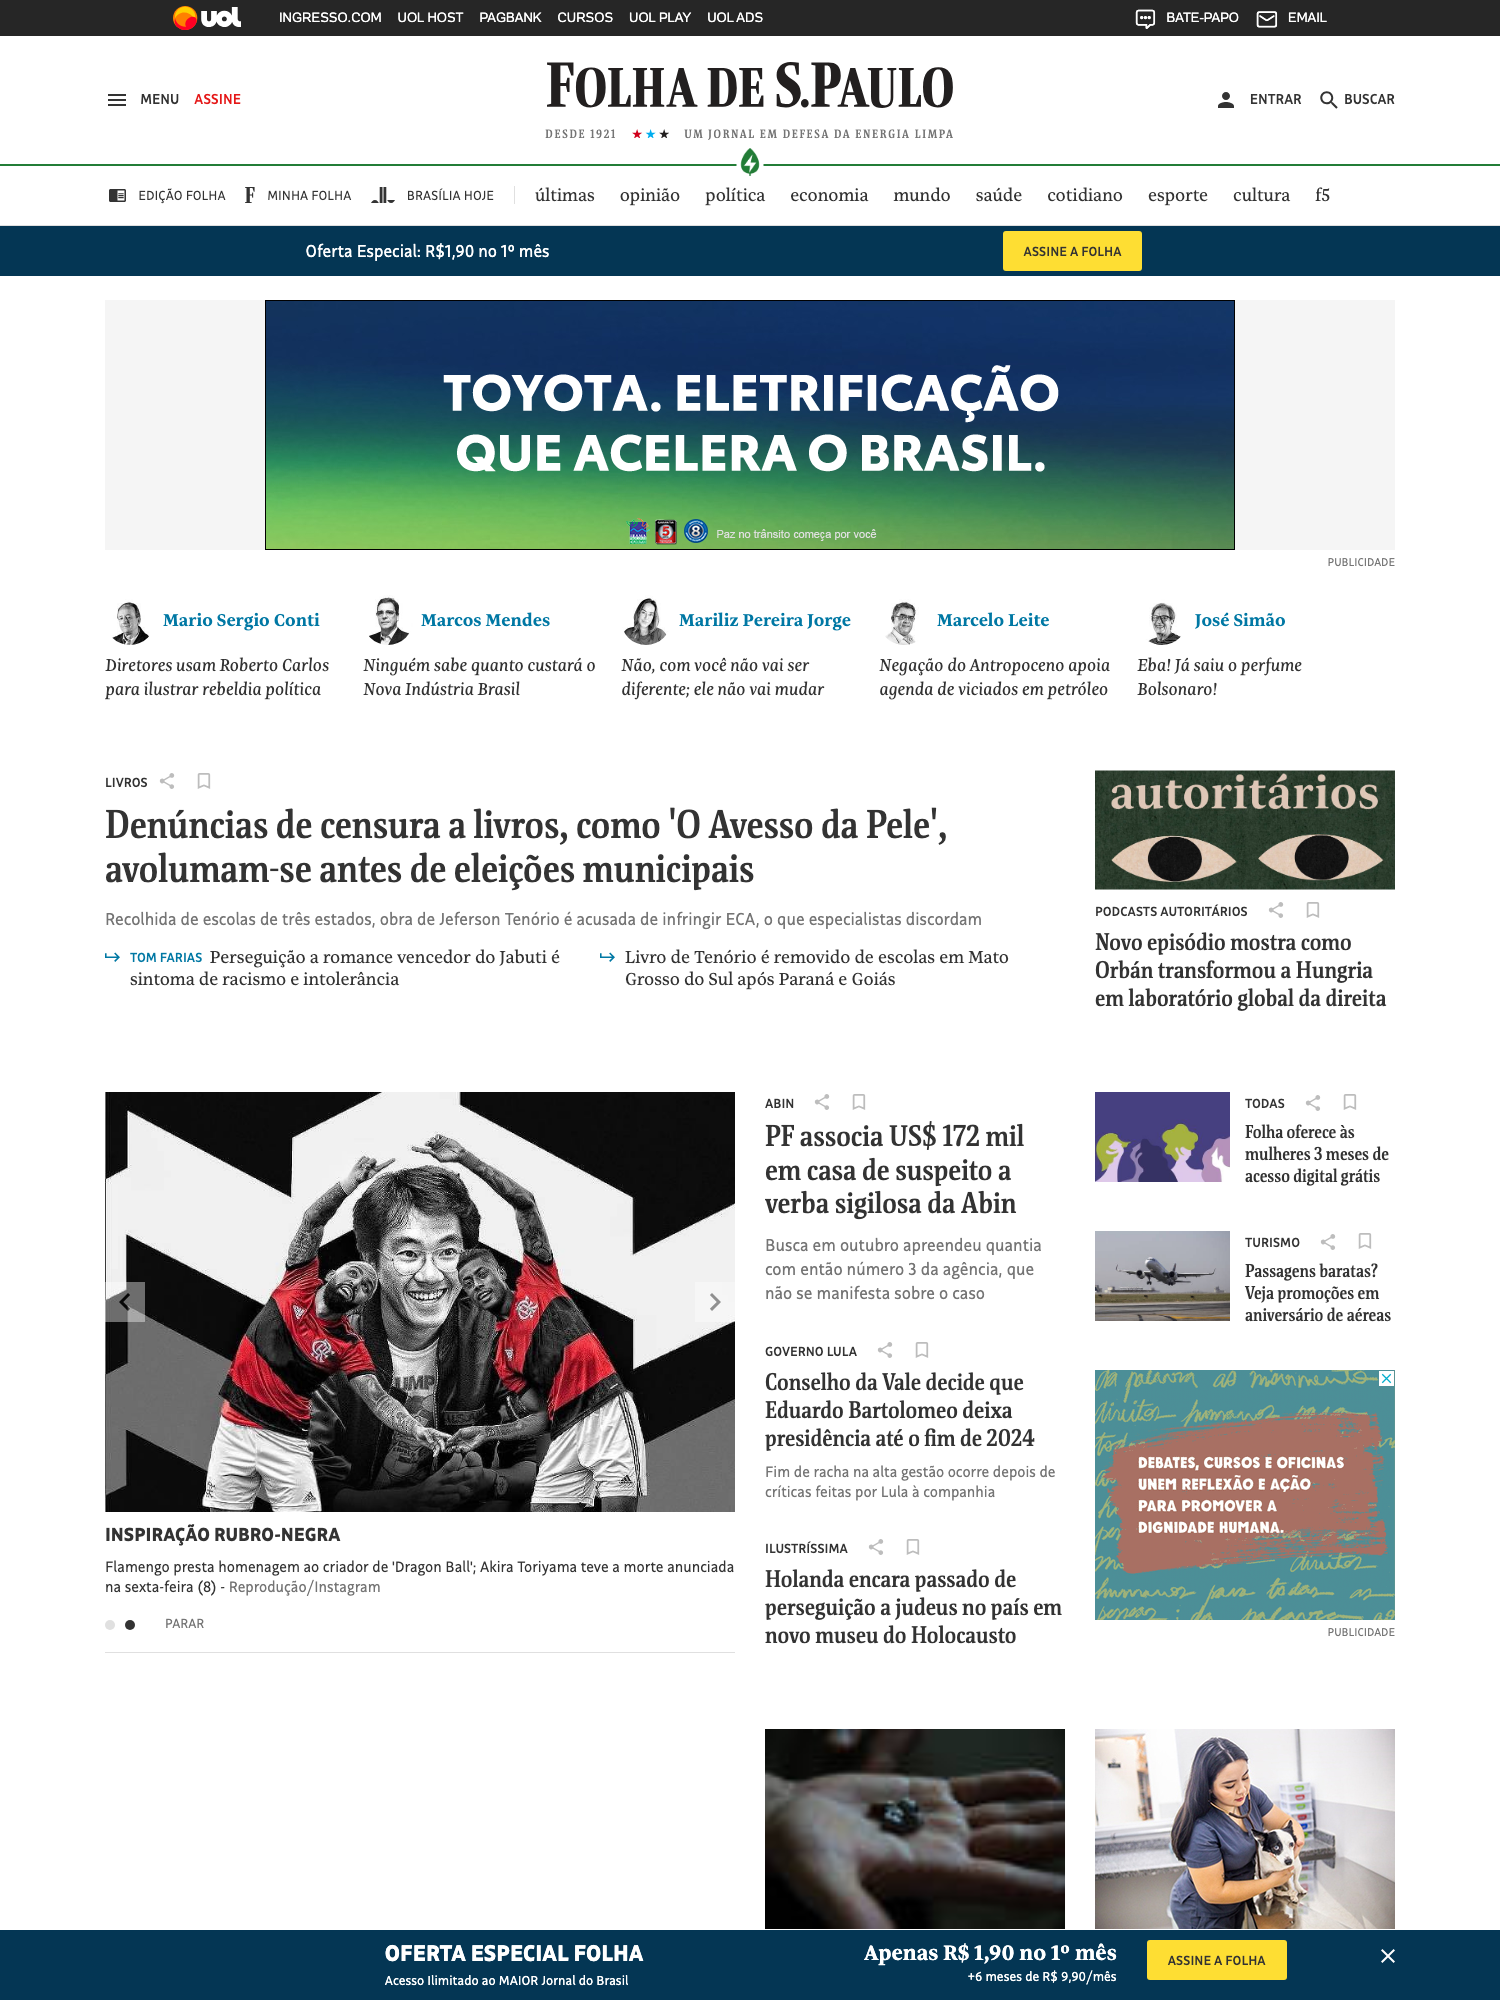 uol INGRESSO.COM UOL HOST PAGBANK CURSOS UOL PLAY UOL ADS BATE-PAPO EMAIL
MENU ASSINE FOLHA DE S.PAULO ENTRAR BUSCAR
DESDE 1921 ★★★ UM JORNAL EM DEFESA DA ENERGIA LIMPA
EDIÇÃO FOLHA F MINHA FOLHA BRASÍLIA HOJE últimas opinião política economia mundo saúde cotidiano esporte cultura f5
Oferta Especial: R$1,90 no 1º mês ASSINE A FOLHA
TOYOTA. ELETRIFICAÇÃO
QUE ACELERA O BRASIL.
5 8 Paz no trânsito começa por você
PUBLICIDADE
Mario Sergio Conti
Diretores usam Roberto Carlos
para ilustrar rebeldia política
Marcos Mendes
Ninguém sabe quanto custará o
Nova Indústria Brasil
Mariliz Pereira Jorge
Não, com você não vai ser
diferente; ele não vai mudar
Marcelo Leite
Negação do Antropoceno apoia
agenda de viciados em petróleo
José Simão
Eba! Já saiu o perfume
Bolsonaro!
LIVROS
Denúncias de censura a livros, como 'O Avesso da Pele',
avolumam-se antes de eleições municipais
Recolhida de escolas de três estados, obra de Jeferson Tenório é acusada de infringir ECA, o que especialistas discordam
TOM FARIAS Perseguição a romance vencedor do Jabuti é
sintoma de racismo e intolerância
Livro de Tenório é removido de escolas em Mato
Grosso do Sul após Paraná e Goiás
autoritários
PODCASTS AUTORITÁRIOS
Novo episódio mostra como
Orbán transformou a Hungria
em laboratório global da direita
UMP
INSPIRAÇÃO RUBRO-NEGRA
Flamengo presta homenagem ao criador de 'Dragon Ball'; Akira Toriyama teve a morte anunciada
na sexta-feira (8) - Reprodução/Instagram
PARAR
ABIN
PF associa US$ 172 mil
em casa de suspeito a
verba sigilosa da Abin
Busca em outubro apreendeu quantia
com então número 3 da agência, que
não se manifesta sobre o caso
GOVERNO LULA
Conselho da Vale decide que
Eduardo Bartolomeo deixa
presidência até o fim de 2024
Fim de racha na alta gestão ocorre depois de
críticas feitas por Lula à companhia
ILUSTRÍSSIMA
Holanda encara passado de
perseguição a judeus no país em
novo museu do Holocausto
TODAS
Folha oferece às
mulheres 3 meses de
acesso digital grátis
TURISMO
Passagens baratas?
Veja promoções em
aniversário de aéreas
da palavra as
direitos humanos para
DEBATES, CURSOS E OFICINAS
UNEM REFLEXÃO E AÇÃO
PARA PROMOVER A
DIGNIDADE HUMANA.
direitos
humanos para todos as
da palavra
PUBLICIDADE
OFERTA ESPECIAL FOLHA
Acesso Ilimitado ao MAIOR Jornal do Brasil
Apenas R$ 1,90 no 1º mês
+6 meses de R$ 9,90/mês
ASSINE A FOLHA